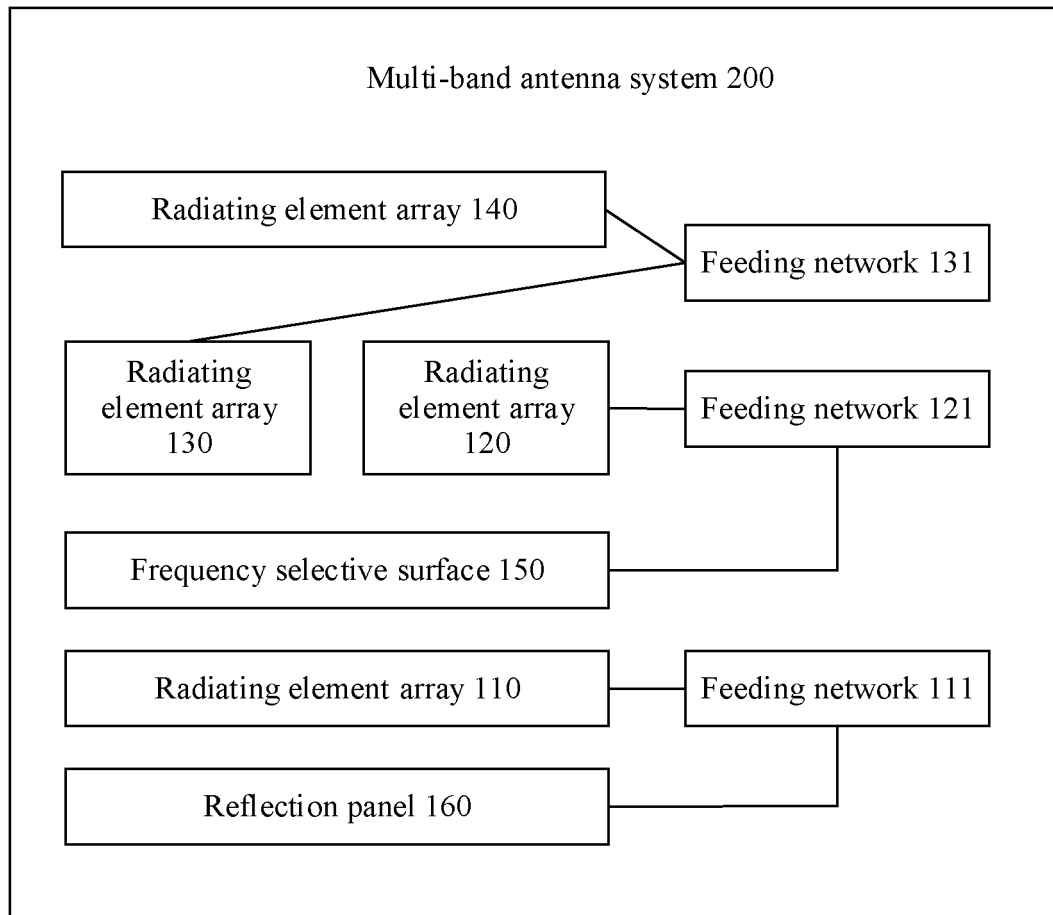 Multi-band antenna system 200
Radiating element array 140
Feeding network 131
Radiating
element array
130
Radiating
element array
120
Feeding network 121
Frequency selective surface 150
Radiating element array 110
Feeding network 111
Reflection panel 160